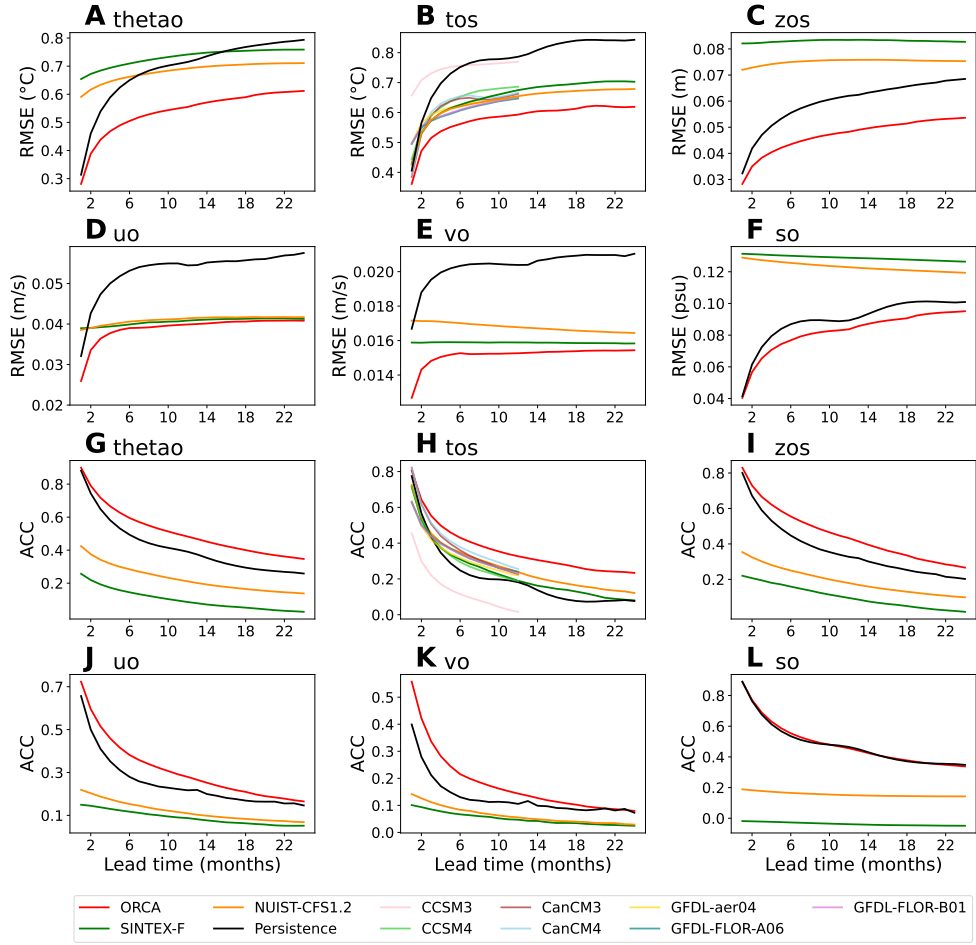 A thetao
B tos
C zos
RMSE (°C)
0.8
0.7
0.6
0.5
0.4
0.3
2 6 10 14 18 22
RMSE (°C)
0.9
0.8
0.7
0.6
0.5
0.4
2 6 10 14 18 22
RMSE (m)
0.08
0.07
0.06
0.05
0.04
0.03
2 6 10 14 18 22
D uo
E vo
F so
RMSE (m/s)
0.05
0.04
0.03
0.02
2 6 10 14 18 22
RMSE (m/s)
0.020
0.018
0.016
0.014
2 6 10 14 18 22
RMSE (psu)
0.12
0.10
0.08
0.06
0.04
2 6 10 14 18 22
G thetao
H tos
I zos
ACC
0.8
0.6
0.4
0.2
2 6 10 14 18 22
ACC
0.8
0.6
0.4
0.2
0.0
2 6 10 14 18 22
ACC
0.8
0.6
0.4
0.2
2 6 10 14 18 22
J uo
K vo
L so
ACC
0.7
0.5
0.3
0.1
2 6 10 14 18 22
Lead time (months)
ACC
0.5
0.4
0.3
0.2
0.1
0.0
2 6 10 14 18 22
Lead time (months)
ACC
0.8
0.6
0.4
0.2
0.0
2 6 10 14 18 22
Lead time (months)
ORCA NUIST-CFS1.2 CCSM3 CanCM3 GFDL-aer04 GFDL-FLOR-B01
SINTEX-F Persistence CCSM4 CanCM4 GFDL-FLOR-A06